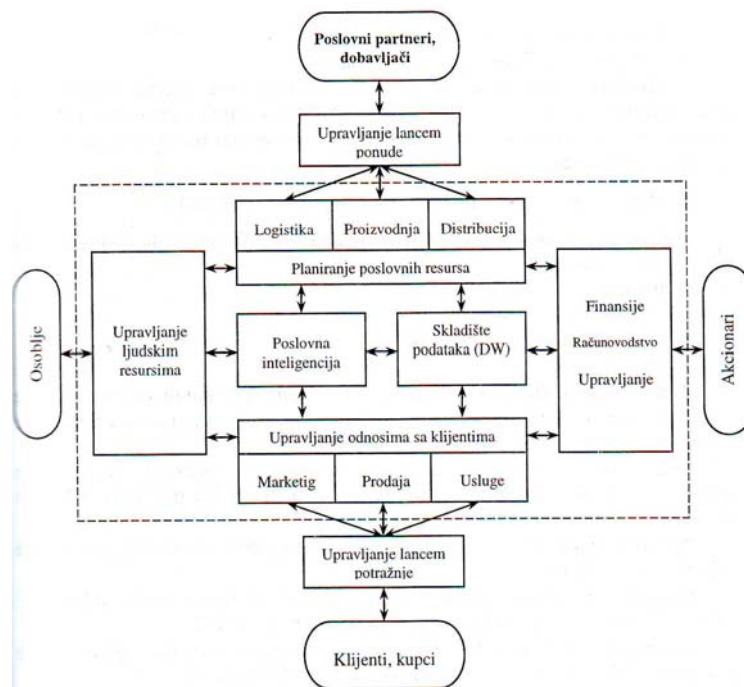 Poslovni partneri,
dobavljači
Upravljanje lancem
ponude
Logistika
Proizvodnja
Distribucija
Planiranje poslovnih resursa
Osoblje
Upravljanje
ljudskim
resursima
Poslovna
inteligencija
Skladište
podataka (DW)
Finansije
Računovodstvo
Upravljanje
Akcionari
Upravljanje odnosima sa klijentima
Marketig
Prodaja
Usluge
Upravljanje lancem
potražnje
Klijenti, kupci